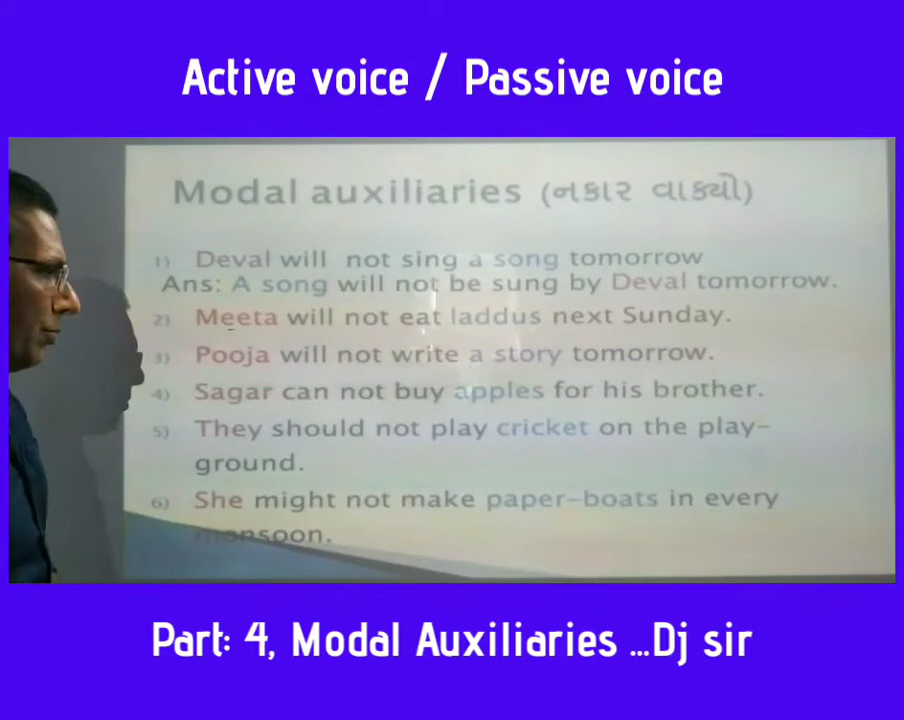 Active voice / Passive voice
Modal auxiliaries (નકાર વાક્યો)
1) Deval will not sing a song tomorrow
Ans: A song will not be sung by Deval tomorrow.
2) Meeta will not eat laddus next Sunday.
3) Pooja will not write a story tomorrow.
4) Sagar can not buy apples for his brother.
5) They should not play cricket on the play-
ground.
6) She might not make paper-boats in every
monsoon.
Part: 4, Modal Auxiliaries ...Dj sir